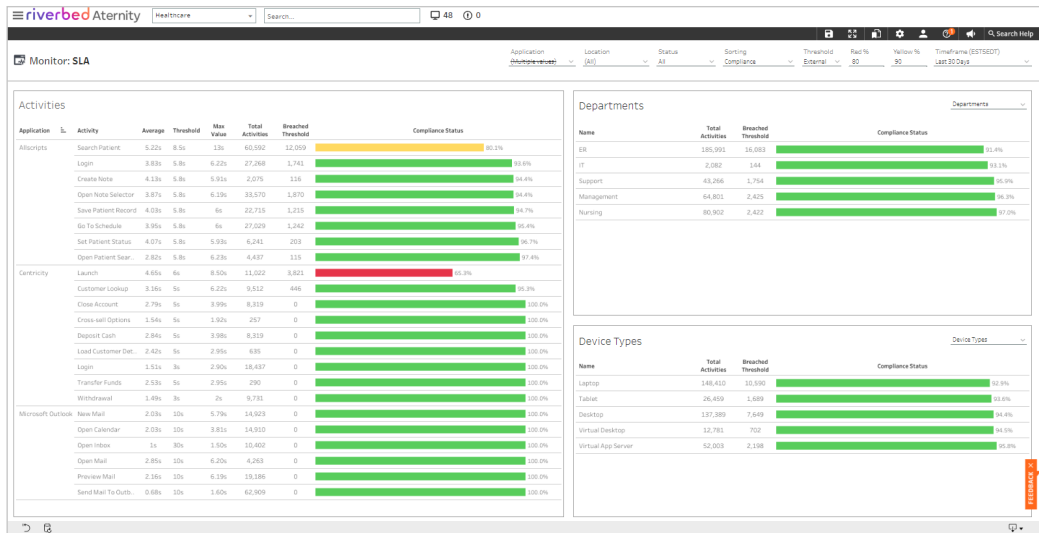 riverbed Aternity Healthcare Search... 48 0
Search Help
Monitor: SLA
Application Location Status Sorting Threshold Red % Yellow % Timeframe (ESTSEDT)
(Multiple values) (All) All Compliance External 80 90 Last 30 Days
Activities
Application Activity Average Threshold Max Value Total Activities Breached Threshold Compliance Status
Allscripts Search Patient 5.22s 8.5s 13s 60,592 12,059 80.1%
Login 3.83s 5.8s 6.22s 27,268 1,741 93.6%
Create Note 4.13s 5.8s 5.91s 2,075 116 94.4%
Open Note Selector 3.87s 5.8s 6.19s 33,570 1,870 94.4%
Save Patient Record 4.03s 5.8s 6s 22,715 1,215 94.7%
Go To Schedule 3.95s 5.8s 6s 27,029 1,242 95.4%
Set Patient Status 4.07s 5.8s 5.93s 6,241 203 96.7%
Open Patient Sear.. 2.82s 5.8s 6.23s 4,437 115 97.4%
Centricity Launch 4.65s 6s 8.50s 11,022 3,821 65.3%
Customer Lookup 3.16s 5s 6.22s 9,512 446 95.3%
Close Account 2.79s 5s 3.99s 8,319 0 100.0%
Cross-sell Options 1.54s 5s 1.92s 257 0 100.0%
Deposit Cash 2.84s 5s 3.98s 8,319 0 100.0%
Load Customer Det.. 2.42s 5s 2.95s 635 0 100.0%
Login 1.51s 3s 2.90s 18,437 0 100.0%
Transfer Funds 2.53s 5s 2.95s 290 0 100.0%
Withdrawal 1.49s 3s 2s 9,731 0 100.0%
Microsoft Outlook New Mail 2.03s 10s 5.79s 14,923 0 100.0%
Open Calendar 2.03s 10s 3.81s 14,910 0 100.0%
Open Inbox 1s 30s 1.50s 10,402 0 100.0%
Open Mail 2.85s 10s 6.20s 4,263 0 100.0%
Preview Mail 2.16s 10s 6.19s 19,186 0 100.0%
Send Mail To Outb.. 0.68s 10s 1.60s 62,909 0 100.0%
Departments Departments
Name Total Activities Breached Threshold Compliance Status
ER 185,991 16,083 91.4%
IT 2,082 144 93.1%
Support 43,266 1,754 95.9%
Management 64,801 2,425 96.3%
Nursing 80,902 2,422 97.0%
Device Types Device Types
Name Total Activities Breached Threshold Compliance Status
Laptop 148,410 10,590 92.9%
Tablet 26,459 1,689 93.6%
Desktop 137,389 7,649 94.4%
Virtual Desktop 12,781 702 94.5%
Virtual App Server 52,003 2,198 95.8%
FEEDBACK